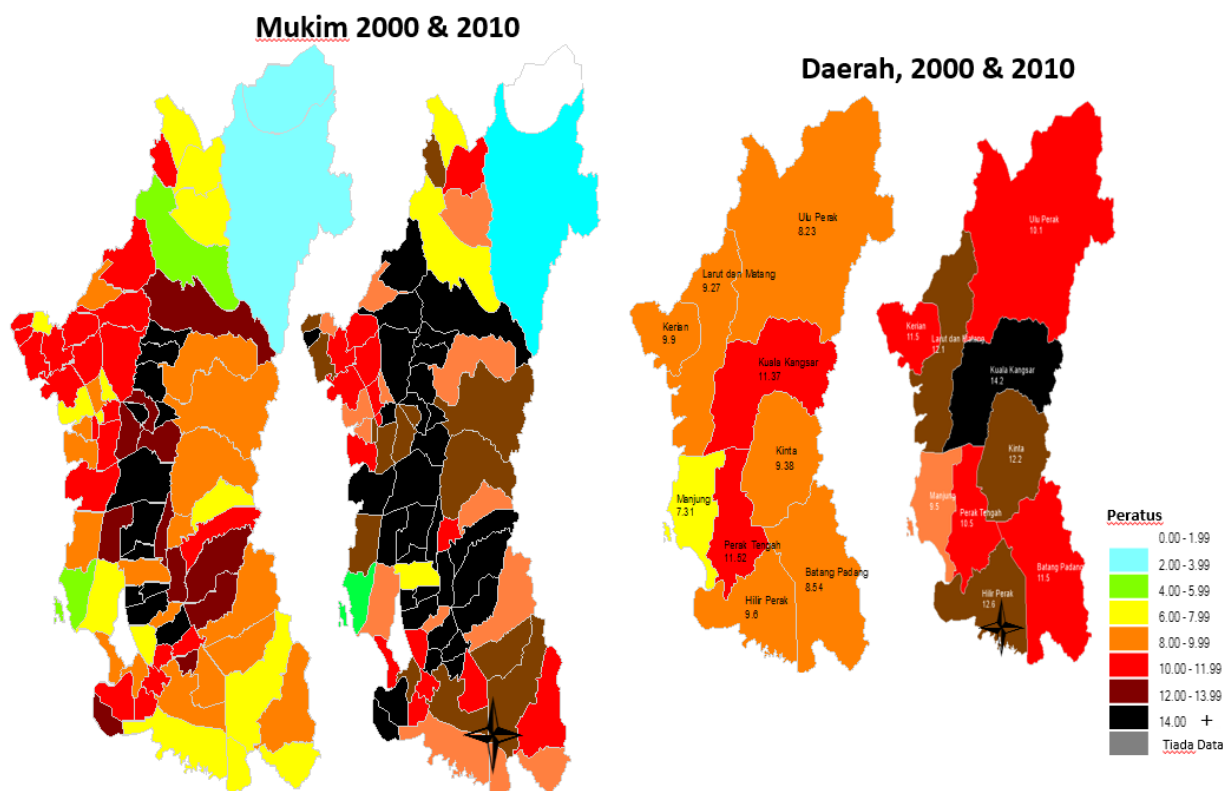 Mukim 2000 & 2010
Daerah, 2000 & 2010
Ulu Perak
8.23
Larut dan Matang
9.27
Kerian
9.9
Kuala Kangsar
11.37
Kinta
9.38
Manjung
7.31
Perak Tengah
11.52
Batang Padang
8.54
Hilir Perak
9.6
Ulu Perak
10.1
Kerian
11.5
Larut dan Matang
12.1
Kuala Kangsar
14.2
Kinta
12.2
Manjung
9.5
Perak Tengah
10.5
Batang Padang
11.5
Hilir Perak
12.6
Peratus
0.00 - 1.99
2.00 - 3.99
4.00 - 5.99
6.00 - 7.99
8.00 - 9.99
10.00 - 11.99
12.00 - 13.99
14.00 +
Tiada Data